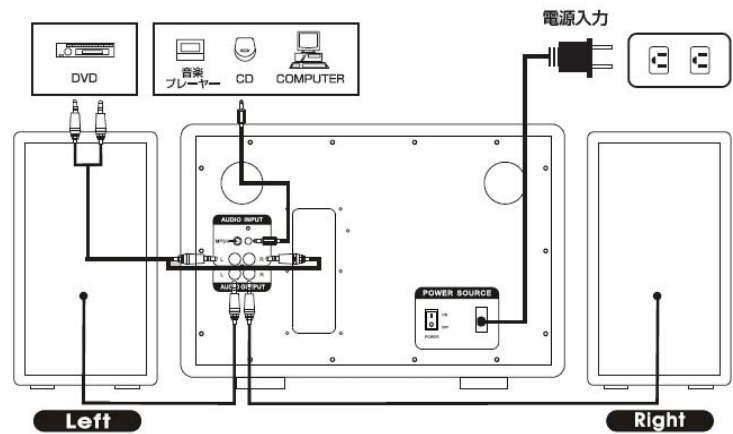 電源入力
DVD
音楽
プレーヤー
CD
COMPUTER
AUDIO INPUT
L
R
L
R
AUDIO OUTPUT
POWER SOURCE
ON
OFF
POWER
Left
Right